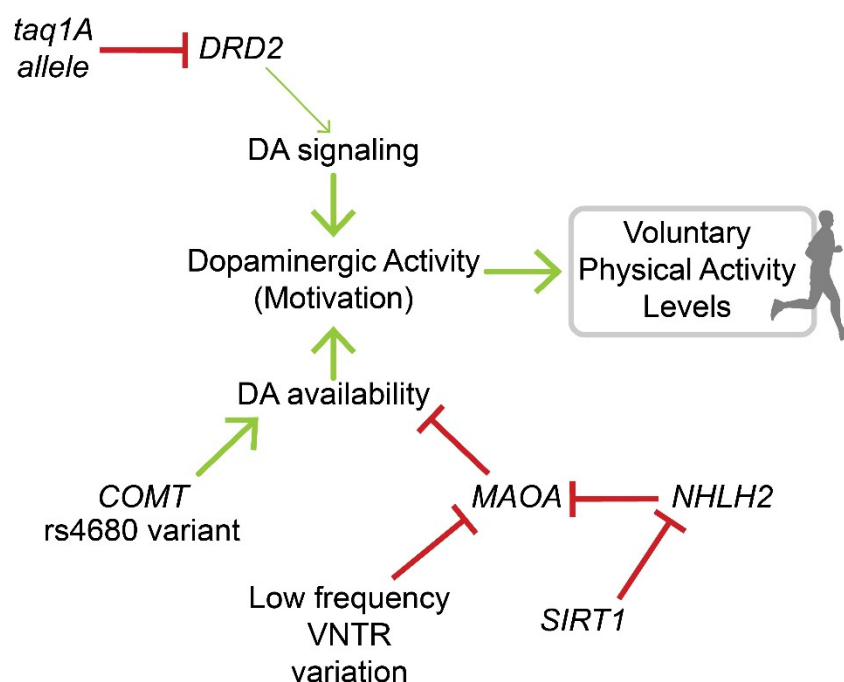 taq1A
allele
DRD2
DA signaling
Dopaminergic Activity
(Motivation)
Voluntary
Physical Activity
Levels
DA availability
COMT
rs4680 variant
MAOA
NHLH2
Low frequency
VNTR
variation
SIRT1